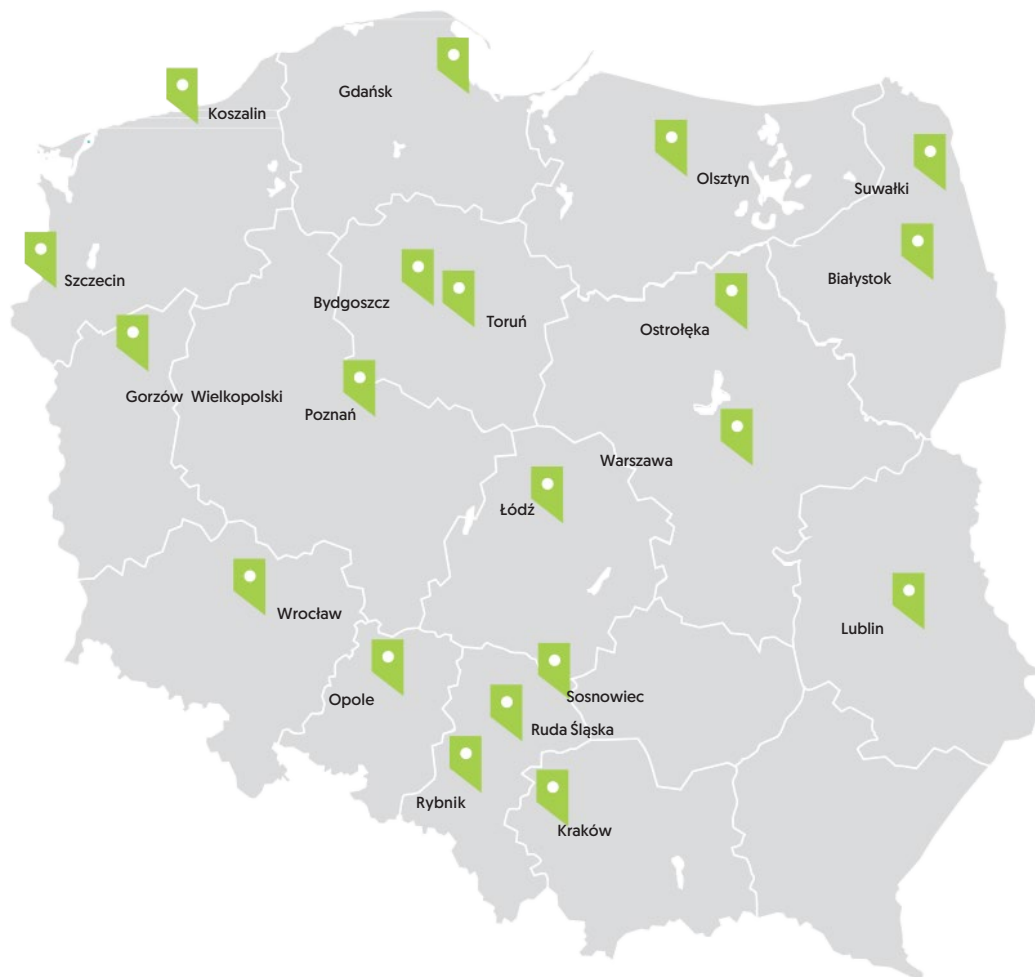 Gdańsk
Koszalin
Olsztyn
Suwałki
Szczecin
Białystok
Bydgoszcz
Toruń
Ostrołęka
Gorzów Wielkopolski
Poznań
Warszawa
Łódź
Wrocław
Lublin
Opole
Sosnowiec
Ruda Śląska
Rybnik
Kraków